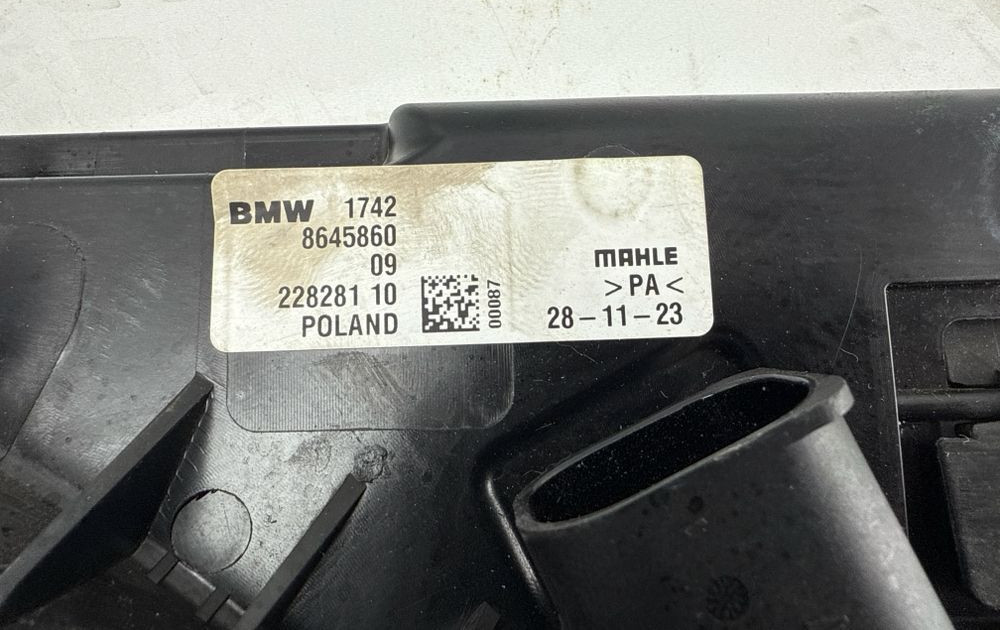 BMW 1742
8645860
09
228281 10
POLAND
00087
MAHLE
>PA<
28-11-23